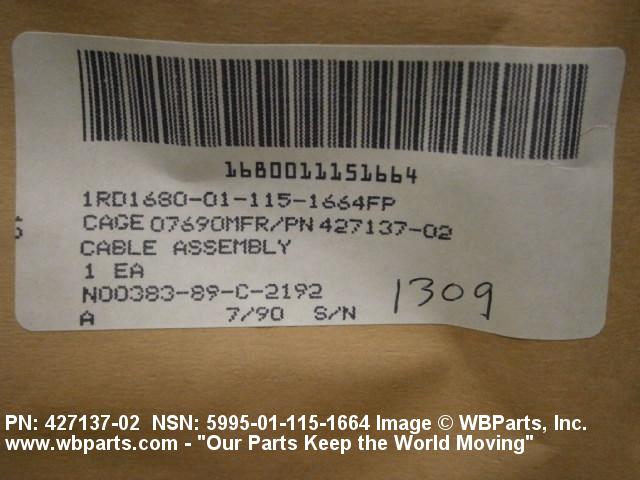 1680011151664
1RD1680-01-115-1664FP
CAGE 07690MFR/PN 427137-02
CABLE ASSEMBLY
1 EA
N00383-89-C-2192
A 7/90 S/N
1309
PN: 427137-02 NSN: 5995-01-115-1664 Image © WBParts, Inc.
www.wbparts.com - "Our Parts Keep the World Moving"